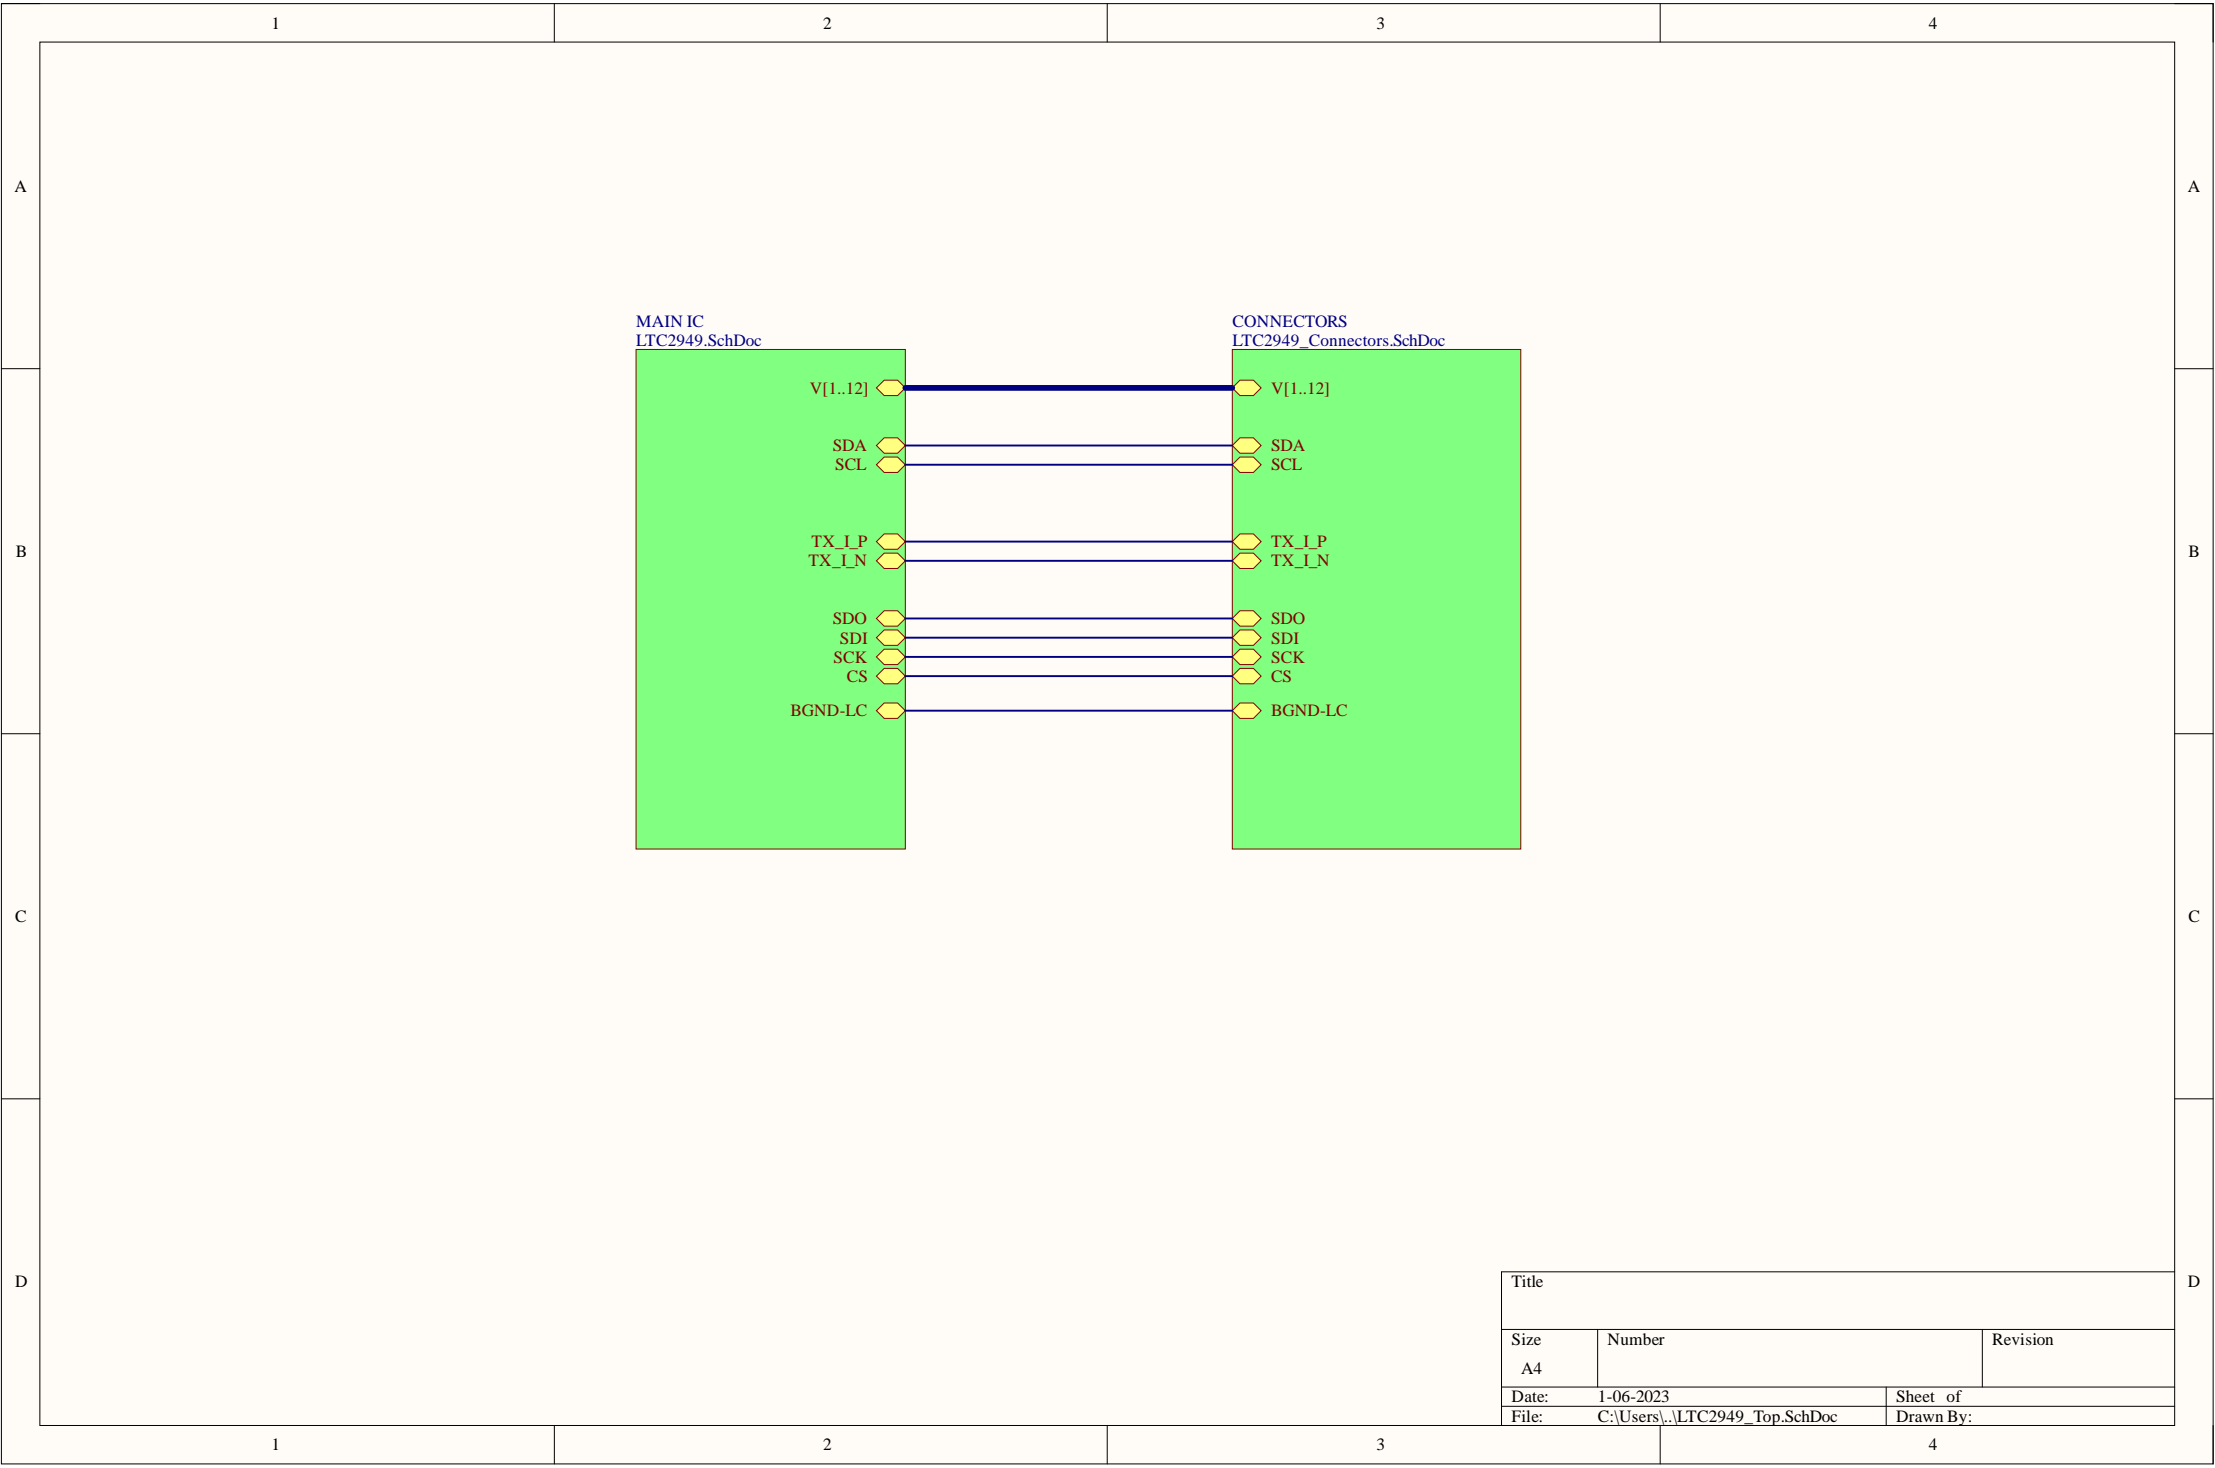 1 2 3 4
A A
MAIN IC CONNECTORS
LTC2949.SchDoc LTC2949_Connectors.SchDoc
V[1..12] V[1..12]
SDA SDA
SCL SCL
TX_I_P TX_I_P
B B
TX_I_N TX_I_N
SDO SDO
SDI SDI
SCK SCK
CS CS
BGND-LC BGND-LC
C C
D D
Title
Size Number Revision
A4
Date: 1-06-2023 Sheet of
File: C:\Users\..\LTC2949_Top.SchDoc Drawn By:
1 2 3 4